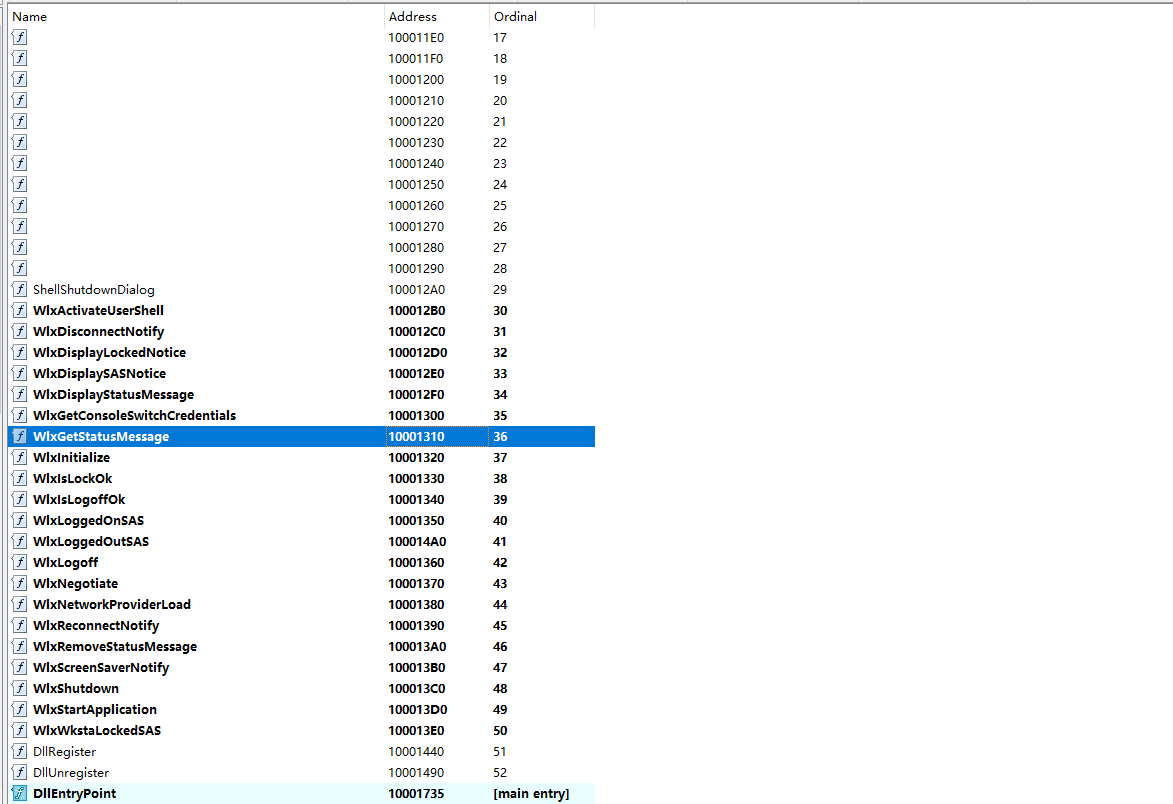 Name Address Ordinal
100011E0 17
100011F0 18
10001200 19
10001210 20
10001220 21
10001230 22
10001240 23
10001250 24
10001260 25
10001270 26
10001280 27
10001290 28
ShellShutdownDialog 100012A0 29
WlxActivateUserShell 100012B0 30
WlxDisconnectNotify 100012C0 31
WlxDisplayLockedNotice 100012D0 32
WlxDisplaySASNotice 100012E0 33
WlxDisplayStatusMessage 100012F0 34
WlxGetConsoleSwitchCredentials 10001300 35
WlxGetStatusMessage 10001310 36
WlxInitialize 10001320 37
WlxIsLockOk 10001330 38
WlxIsLogoffOk 10001340 39
WlxLoggedOnSAS 10001350 40
WlxLoggedOutSAS 100014A0 41
WlxLogoff 10001360 42
WlxNegotiate 10001370 43
WlxNetworkProviderLoad 10001380 44
WlxReconnectNotify 10001390 45
WlxRemoveStatusMessage 100013A0 46
WlxScreenSaverNotify 100013B0 47
WlxShutdown 100013C0 48
WlxStartApplication 100013D0 49
WlxWkstaLockedSAS 100013E0 50
DllRegister 10001440 51
DllUnregister 10001490 52
DllEntryPoint 10001735 [main entry]